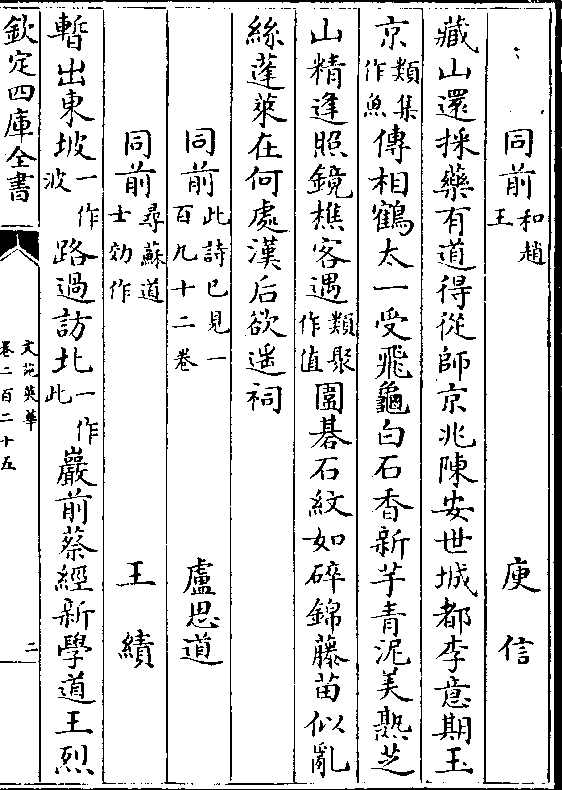 同前和趙王 庾信
藏山還採藥有道得從師京兆陳安世城都李意期玉
京類集作魚傳相鶴太一受飛龜白石香新芋青泥美熟芝
山精逢照鏡樵客遇類聚作值圍碁石紋如碎錦藤苗似亂
絲蓬萊在何處漢后欲遥祠
同前此詩已見一百九十二卷 盧思道
同前尋蘇道士効作 王績
暫出東坡一作波路過訪北一作此巖前蔡經新學道王烈
欽定四庫全書
文苑英華
卷二百二十五
二